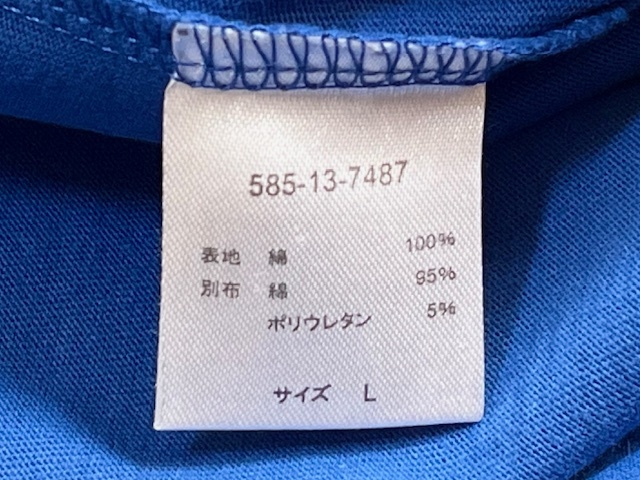 585-13-7487
表地 綿 100%
別布 綿 95%
ポリウレタン 5%
サイズ L